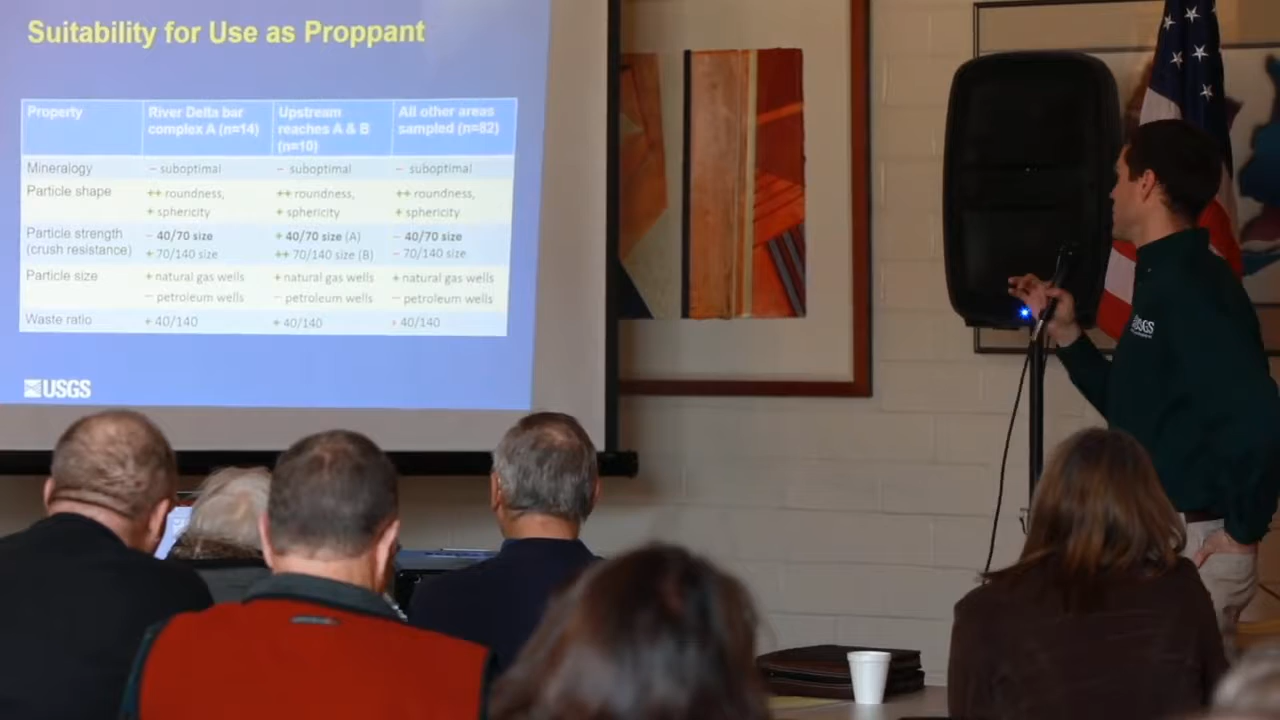 Suitability for Use as Proppant
Property
River Delta bar
complex A (n=14)
Upstream
reaches A & B
(n=10)
All other areas
sampled (n=82)
Mineralogy
− suboptimal
− suboptimal
− suboptimal
Particle shape
++ roundness,
+ sphericity
++ roundness,
+ sphericity
++ roundness,
+ sphericity
Particle strength
(crush resistance)
− 40/70 size
+ 70/140 size
+ 40/70 size (A)
++ 70/140 size (B)
− 40/70 size
− 70/140 size
Particle size
+ natural gas wells
− petroleum wells
+ natural gas wells
− petroleum wells
+ natural gas wells
− petroleum wells
Waste ratio
+ 40/140
+ 40/140
+ 40/140
USGS
USGS